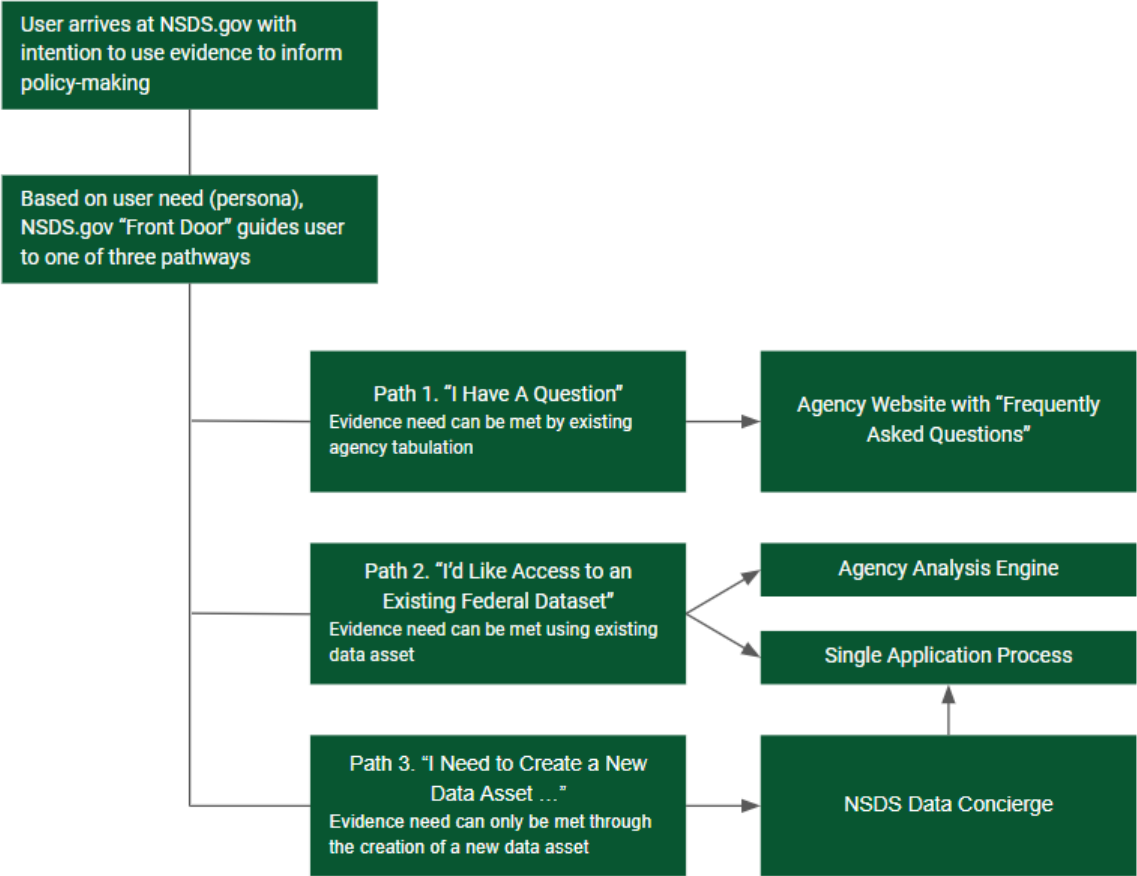 User arrives at NSDS.gov with
intention to use evidence to inform
policy-making
Based on user need (persona),
NSDS.gov “Front Door” guides user
to one of three pathways
Path 1. “I Have A Question”
Evidence need can be met by existing
agency tabulation
Agency Website with “Frequently
Asked Questions”
Path 2. “I’d Like Access to an
Existing Federal Dataset”
Evidence need can be met using existing
data asset
Agency Analysis Engine
Single Application Process
Path 3. “I Need to Create a New
Data Asset ...”
Evidence need can only be met through
the creation of a new data asset
NSDS Data Concierge